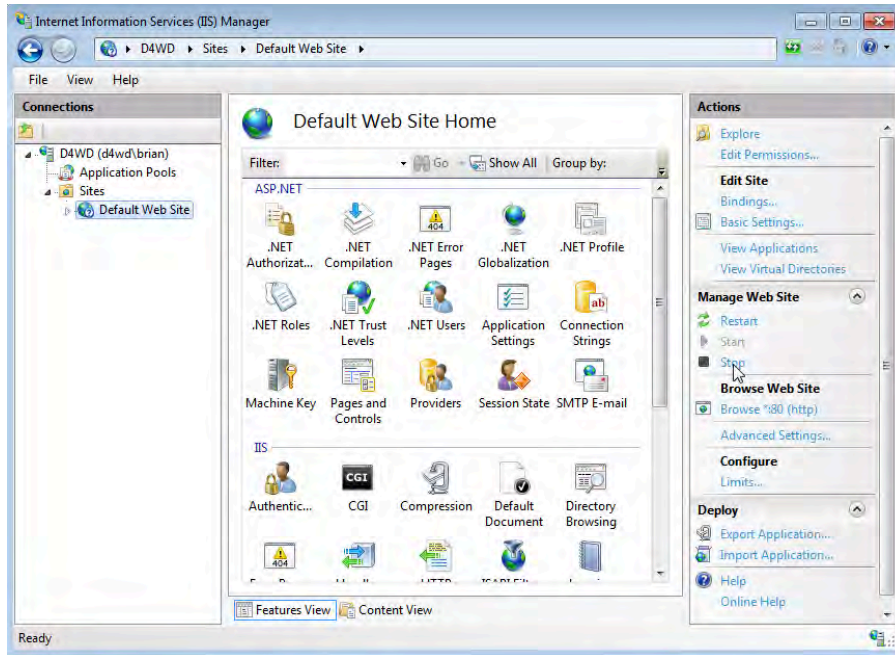 Internet Information Services (IIS) Manager
D4WD Sites Default Web Site
File View Help
Connections
D4WD (d4wd\brian)
Application Pools
Sites
Default Web Site
Default Web Site Home
Filter: Go Show All Group by:
ASP.NET
.NET Authorizat...
.NET Compilation
.NET Error Pages
.NET Globalization
.NET Profile
.NET Roles
.NET Trust Levels
.NET Users
Application Settings
Connection Strings
Machine Key
Pages and Controls
Providers
Session State
SMTP E-mail
IIS
Authentic...
CGI
Compression
Default Document
Directory Browsing
Features View Content View
Actions
Explore
Edit Permissions...
Edit Site
Bindings...
Basic Settings...
View Applications
View Virtual Directories
Manage Web Site
Restart
Start
Stop
Browse Web Site
Browse *:80 (http)
Advanced Settings...
Configure
Limits...
Deploy
Export Application...
Import Application...
Help
Online Help
Ready